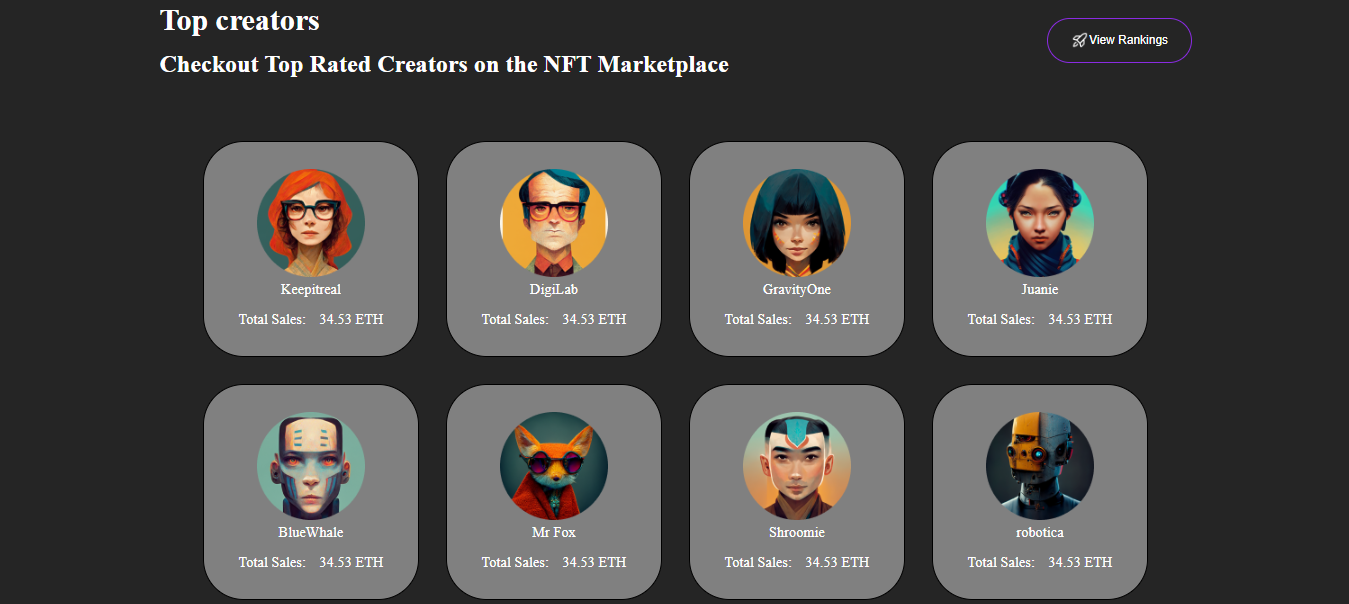 Top creators
View Rankings
Checkout Top Rated Creators on the NFT Marketplace
Keepitreal
Total Sales: 34.53 ETH
DigiLab
Total Sales: 34.53 ETH
GravityOne
Total Sales: 34.53 ETH
Juanie
Total Sales: 34.53 ETH
BlueWhale
Total Sales: 34.53 ETH
Mr Fox
Total Sales: 34.53 ETH
Shroomie
Total Sales: 34.53 ETH
robotica
Total Sales: 34.53 ETH